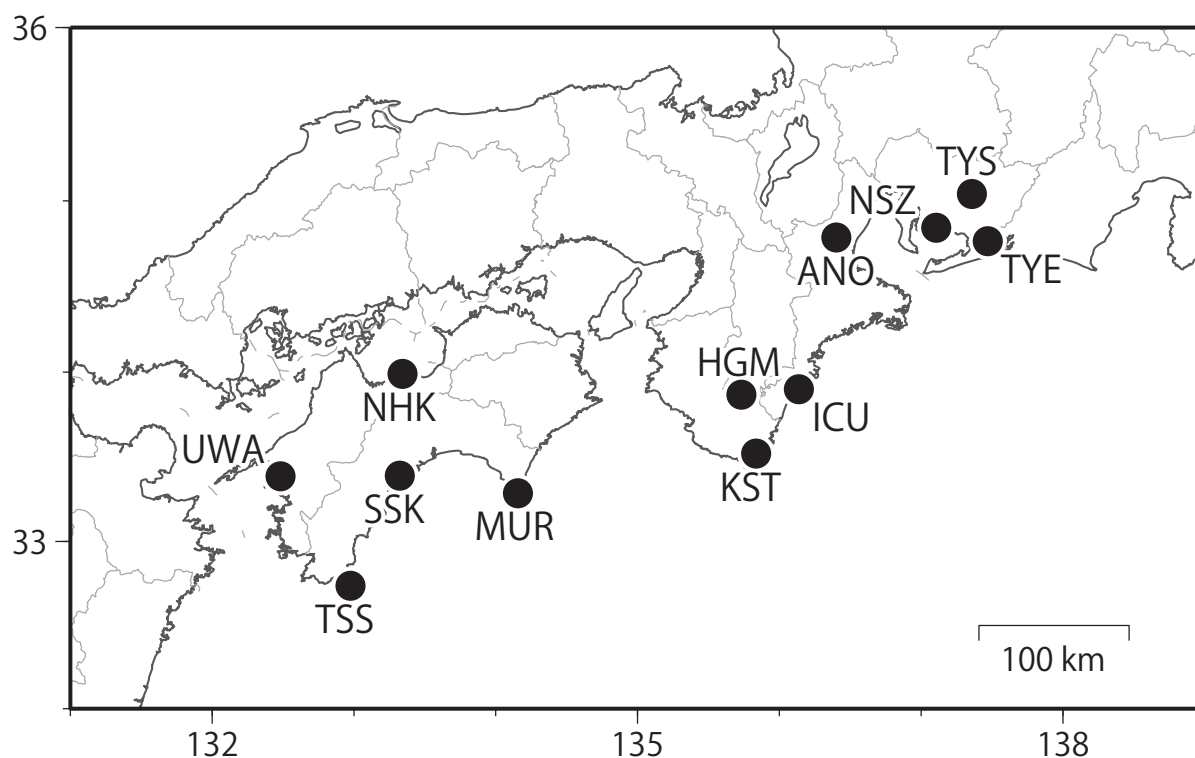 36
TYS
NSZ
ANO
TYE
HGM
NHK
ICU
UWA
KST
SSK
MUR
33
TSS
100 km
132
135
138